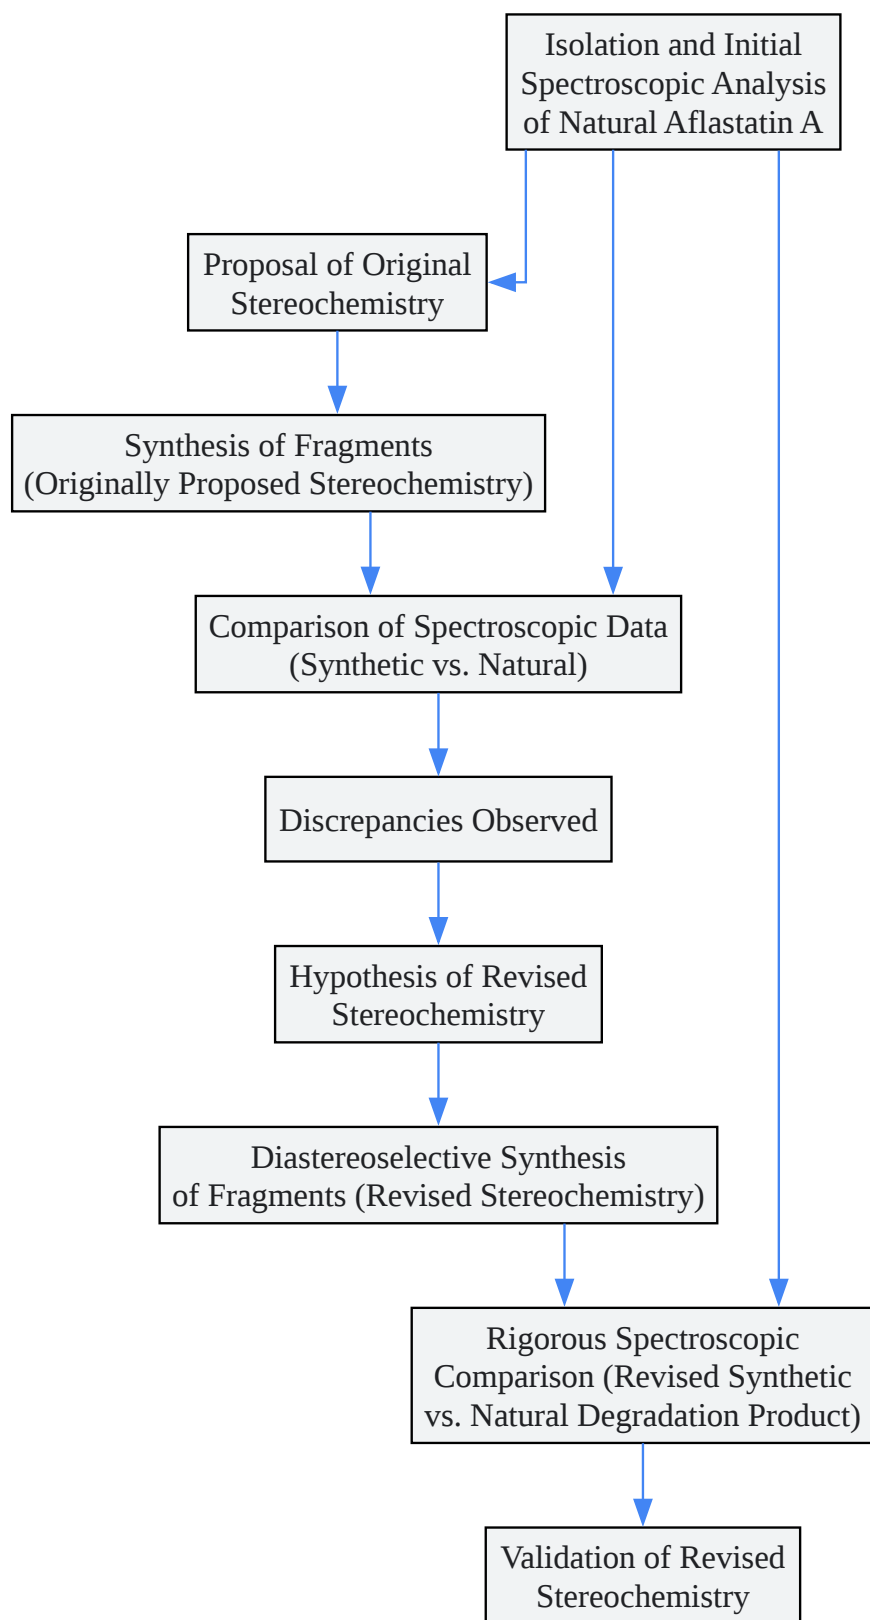 Isolation and Initial
Spectroscopic Analysis
of Natural Aflastatin A
Proposal of Original
Stereochemistry
Synthesis of Fragments
(Originally Proposed Stereochemistry)
Comparison of Spectroscopic Data
(Synthetic vs. Natural)
Discrepancies Observed
Hypothesis of Revised
Stereochemistry
Diastereoselective Synthesis
of Fragments (Revised Stereochemistry)
Rigorous Spectroscopic
Comparison (Revised Synthetic
vs. Natural Degradation Product)
Validation of Revised
Stereochemistry